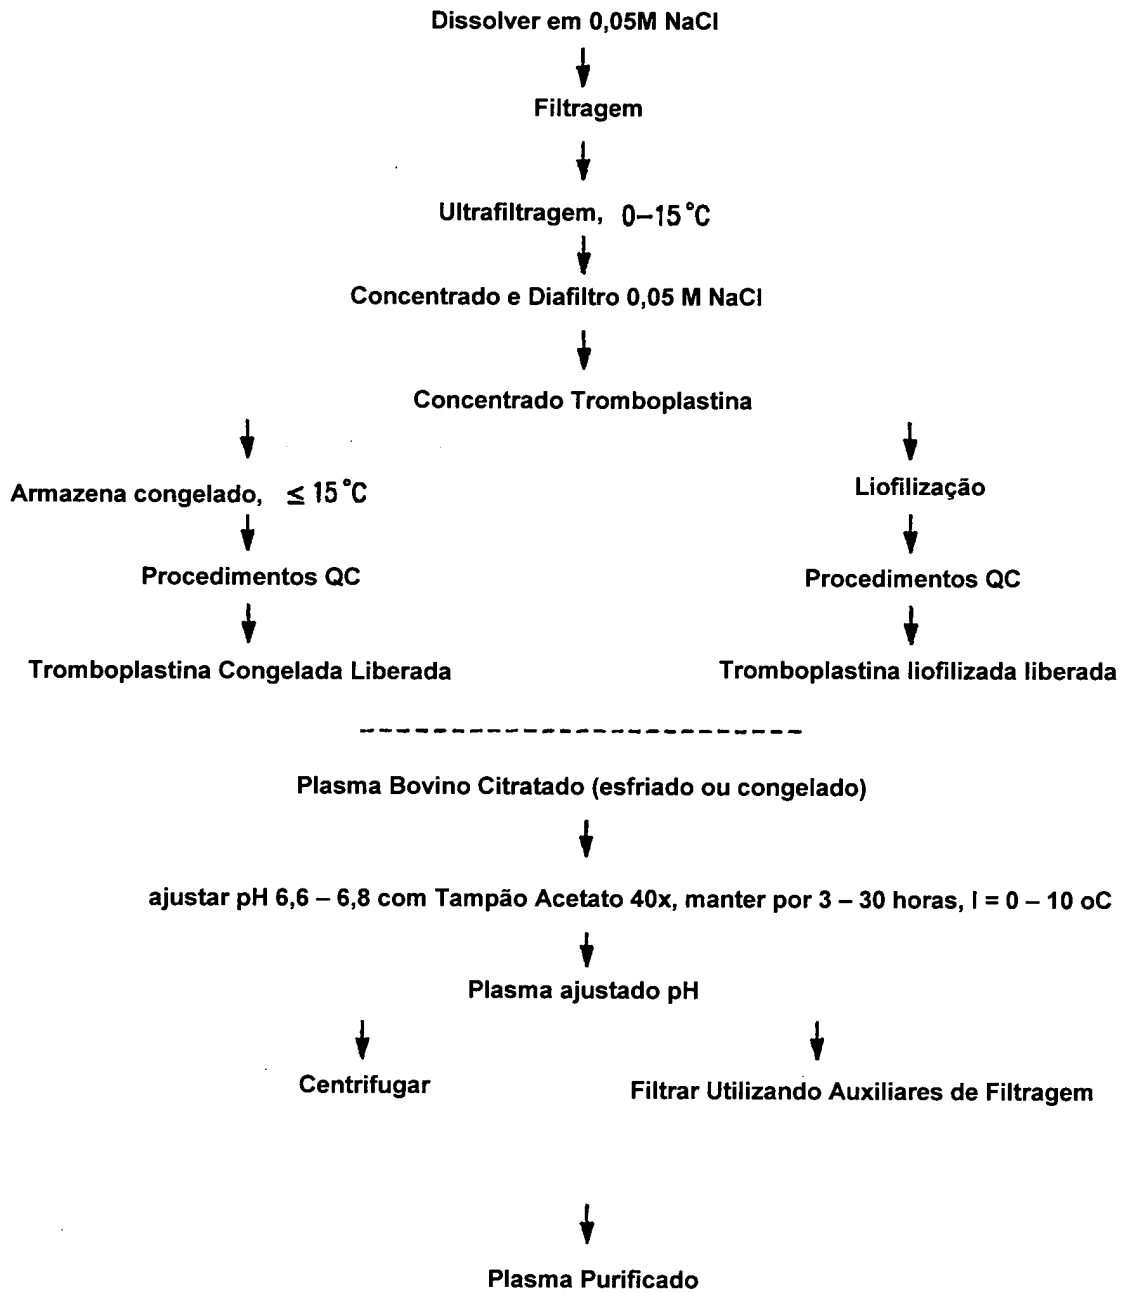 Dissolver em 0,05M NaCl
Filtragem
Ultrafiltragem, 0–15°C
Concentrado e Diafiltro 0,05 M NaCl
Concentrado Tromboplastina
Armazena congelado, ≤ 15°C
Liofilização
Procedimentos QC
Procedimentos QC
Tromboplastina Congelada Liberada
Tromboplastina liofilizada liberada
Plasma Bovino Citratado (esfriado ou congelado)
ajustar pH 6,6 – 6,8 com Tampão Acetato 40x, manter por 3 – 30 horas, I = 0 – 10 oC
Plasma ajustado pH
Centrifugar
Filtrar Utilizando Auxiliares de Filtragem
Plasma Purificado